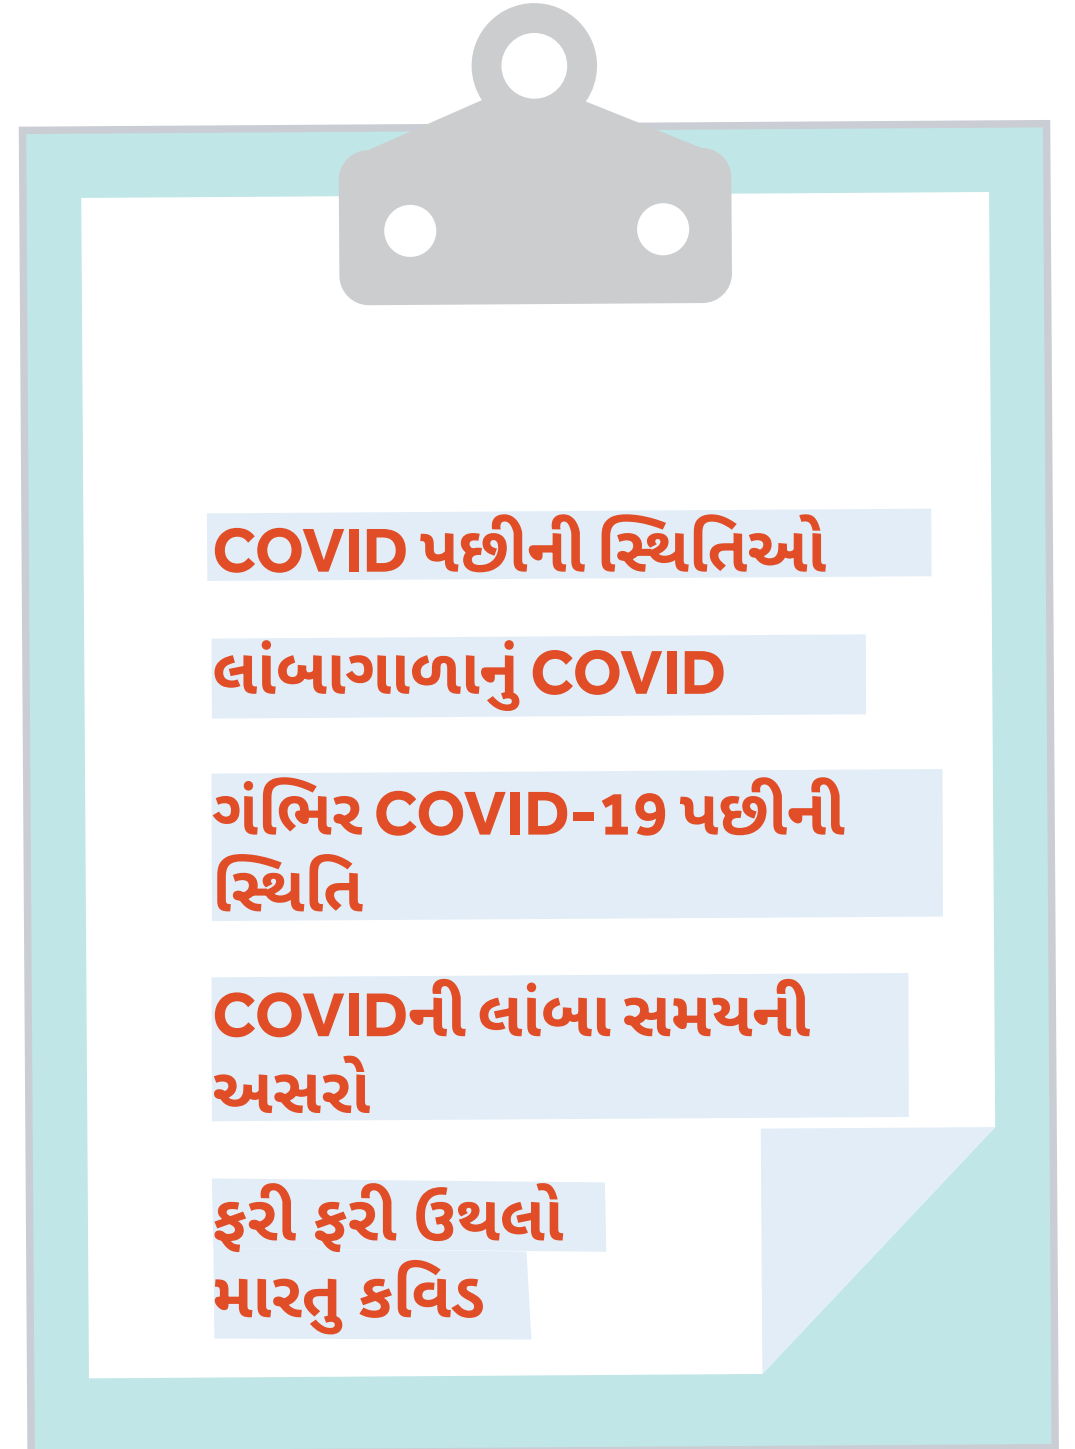 COVID પછીની સ્થિતિઓ
લાંબાગાળાનું COVID
ગંભિર COVID-19 પછીની
સ્થિતિ
COVIDની લાંબા સમયની
અસરો
ફરી ફરી ઉથલો
મારતુ કવિડ